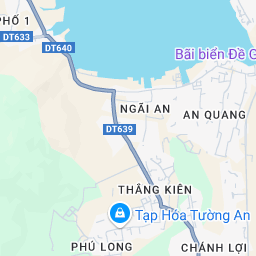 PHỐ 1
DT633
DT640
Bãi biển Đề G
NGÃI AN
AN QUANG
DT639
THẮNG KIÊN
Tạp Hóa Tường An
PHÚ LONG
CHÁNH LỢI